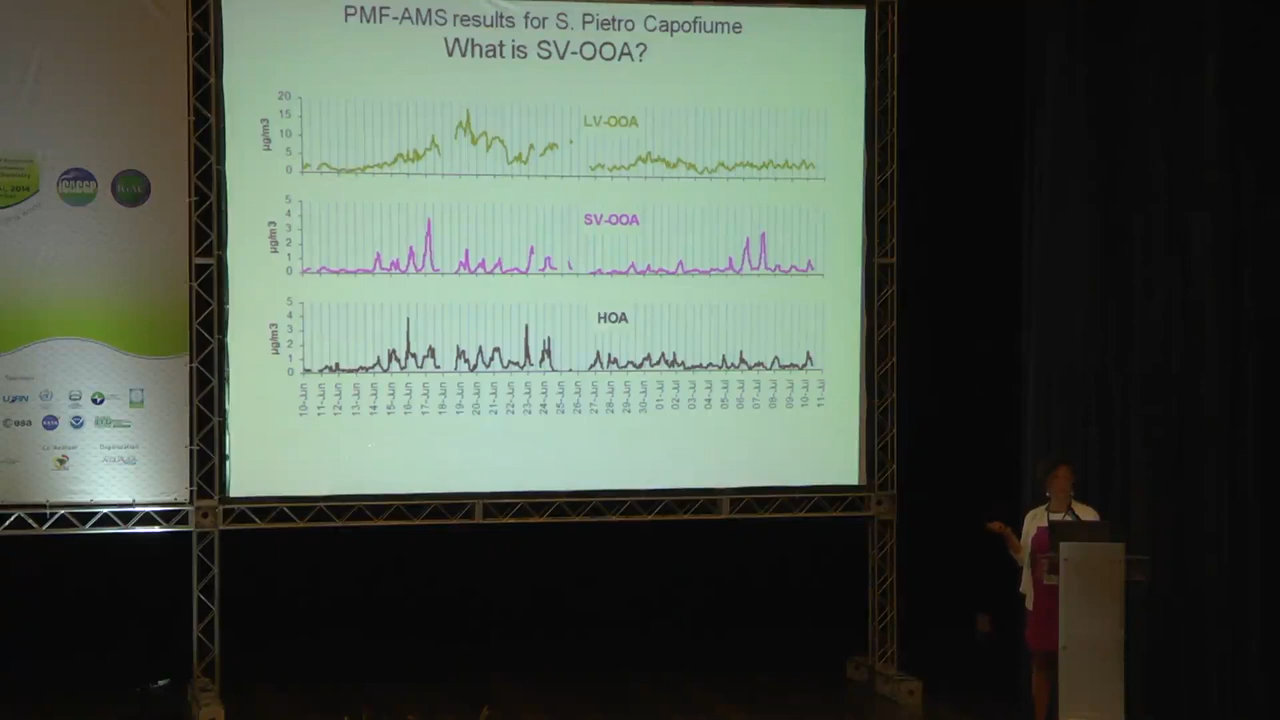 PMF-AMS results for S. Pietro Capofiume
What is SV-OOA?
20
15
10
5
0
µg/m3
LV-OOA
5
4
3
2
1
0
µg/m3
SV-OOA
5
4
3
2
1
0
µg/m3
HOA
10-Jun
11-Jun
12-Jun
13-Jun
14-Jun
15-Jun
16-Jun
17-Jun
18-Jun
19-Jun
20-Jun
21-Jun
22-Jun
23-Jun
24-Jun
25-Jun
26-Jun
27-Jun
28-Jun
29-Jun
30-Jun
01-Jul
02-Jul
03-Jul
04-Jul
05-Jul
06-Jul
07-Jul
08-Jul
09-Jul
10-Jul
11-Jul
2014
iCACGP
IGAC
esa